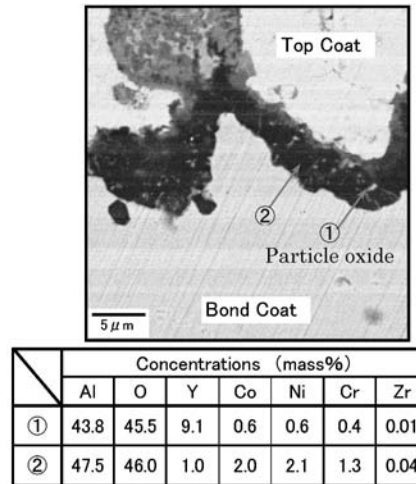 Top Coat
②
①
Particle oxide
Bond Coat
5μm
Concentrations (mass%)
Al O Y Co Ni Cr Zr
① 43.8 45.5 9.1 0.6 0.6 0.4 0.01
② 47.5 46.0 1.0 2.0 2.1 1.3 0.04